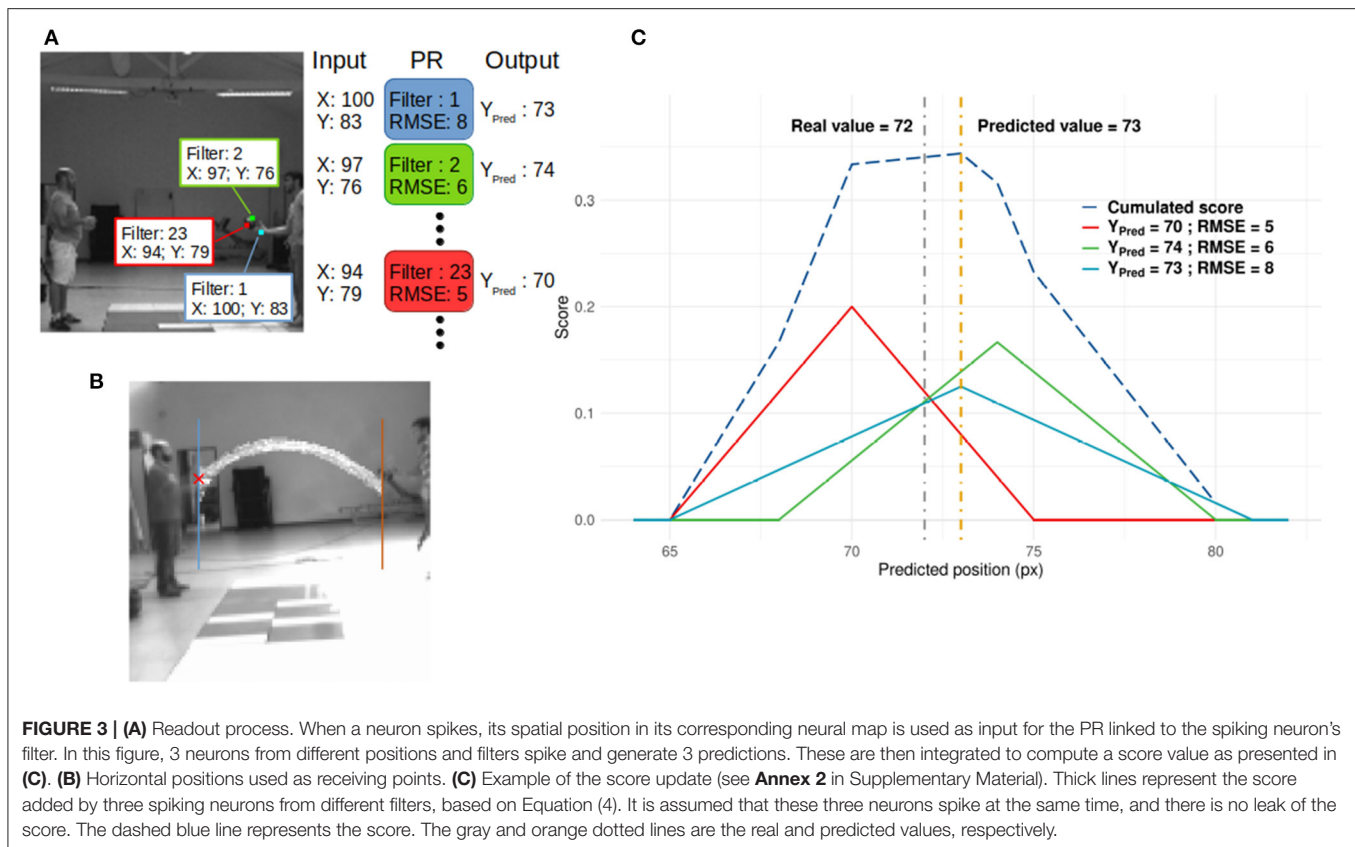 A
Input PR Output
X: 100
Y: 83
Filter : 1
RMSE: 8
Y Pred : 73
X: 97
Y: 76
Filter : 2
RMSE: 6
Y Pred : 74
X: 94
Y: 79
Filter : 23
RMSE: 5
Y Pred : 70
Filter: 2
X: 97; Y: 76
Filter: 23
X: 94; Y: 79
Filter: 1
X: 100; Y: 83
B
C
Real value = 72
Predicted value = 73
Cumulated score
Y Pred = 70 ; RMSE = 5
Y Pred = 74 ; RMSE = 6
Y Pred = 73 ; RMSE = 8
Score
0.3
0.2
0.1
0.0
65 70 75 80
Predicted position (px)
FIGURE 3 | (A) Readout process. When a neuron spikes, its spatial position in its corresponding neural map is used as input for the PR linked to the spiking neuron's
filter. In this figure, 3 neurons from different positions and filters spike and generate 3 predictions. These are then integrated to compute a score value as presented in
(C). (B) Horizontal positions used as receiving points. (C) Example of the score update (see Annex 2 in Supplementary Material). Thick lines represent the score
added by three spiking neurons from different filters, based on Equation (4). It is assumed that these three neurons spike at the same time, and there is no leak of the
score. The dashed blue line represents the score. The gray and orange dotted lines are the real and predicted values, respectively.